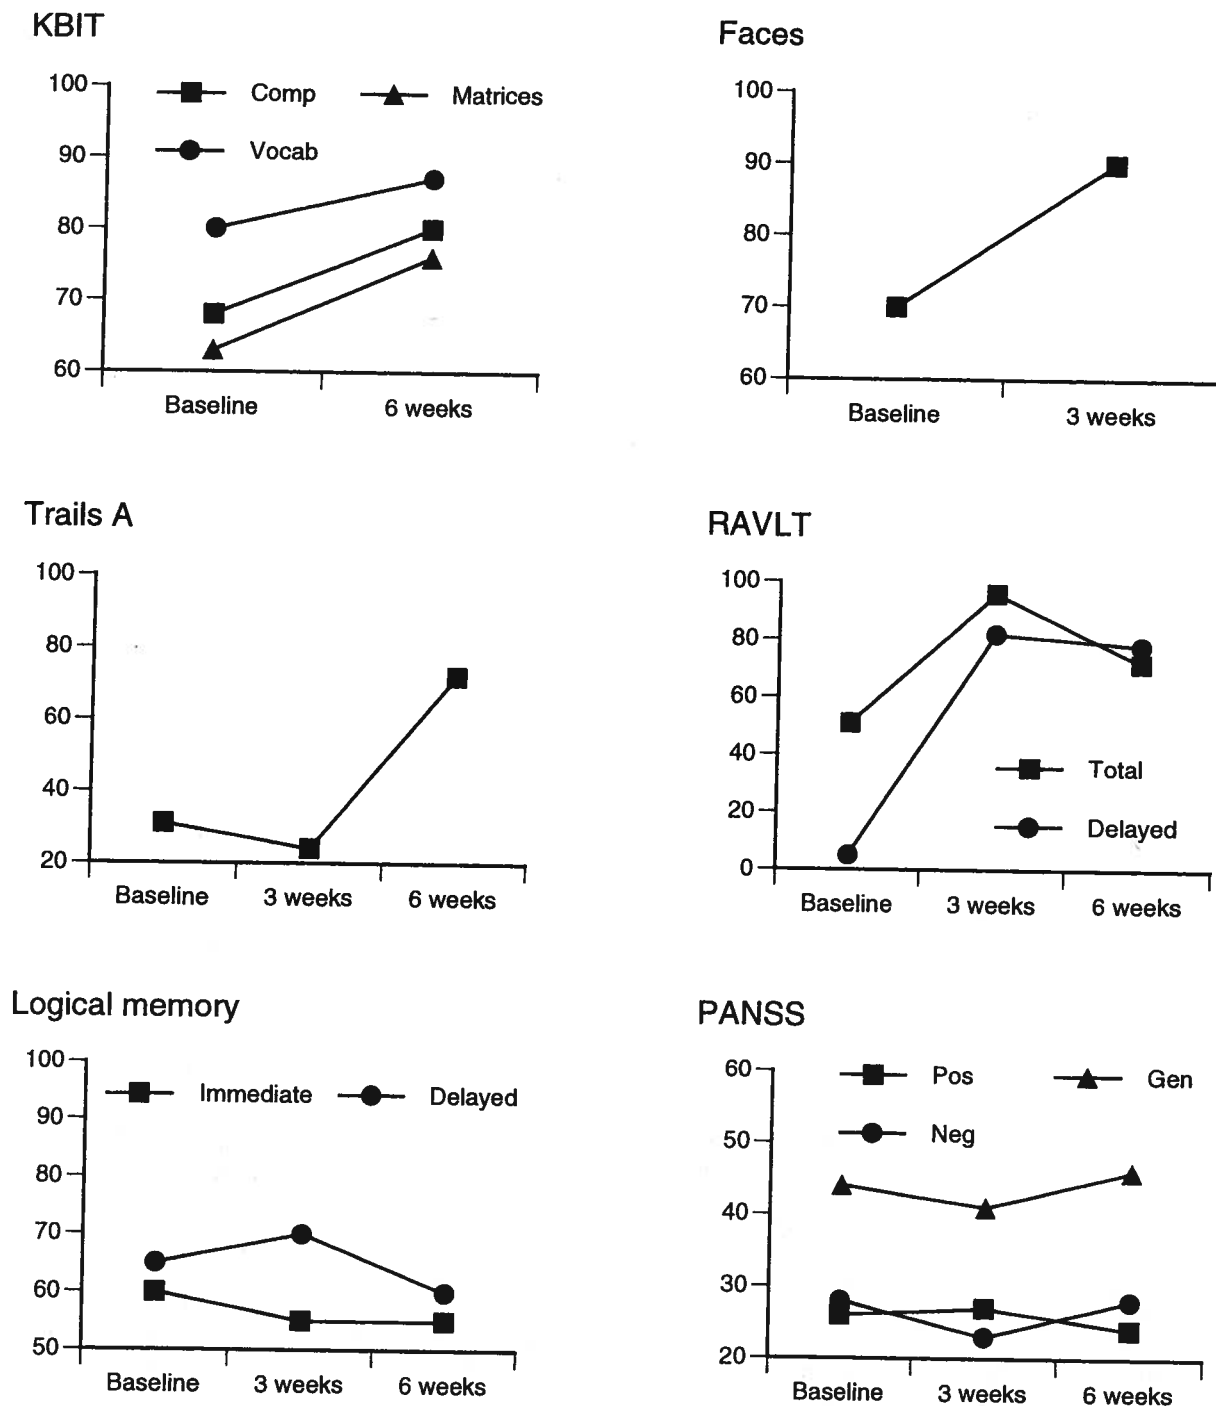 KBIT
100
Comp
Matrices
90
Vocab
80
70
60
Baseline
6 weeks
Faces
100
90
80
70
60
Baseline
3 weeks
Trails A
100
80
60
40
20
Baseline
3 weeks
6 weeks
RAVLT
100
80
60
40
Total
20
Delayed
0
Baseline
3 weeks
6 weeks
Logical memory
100
Immediate
Delayed
90
80
70
60
50
Baseline
3 weeks
6 weeks
PANSS
60
Pos
Gen
50
Neg
40
30
20
Baseline
3 weeks
6 weeks